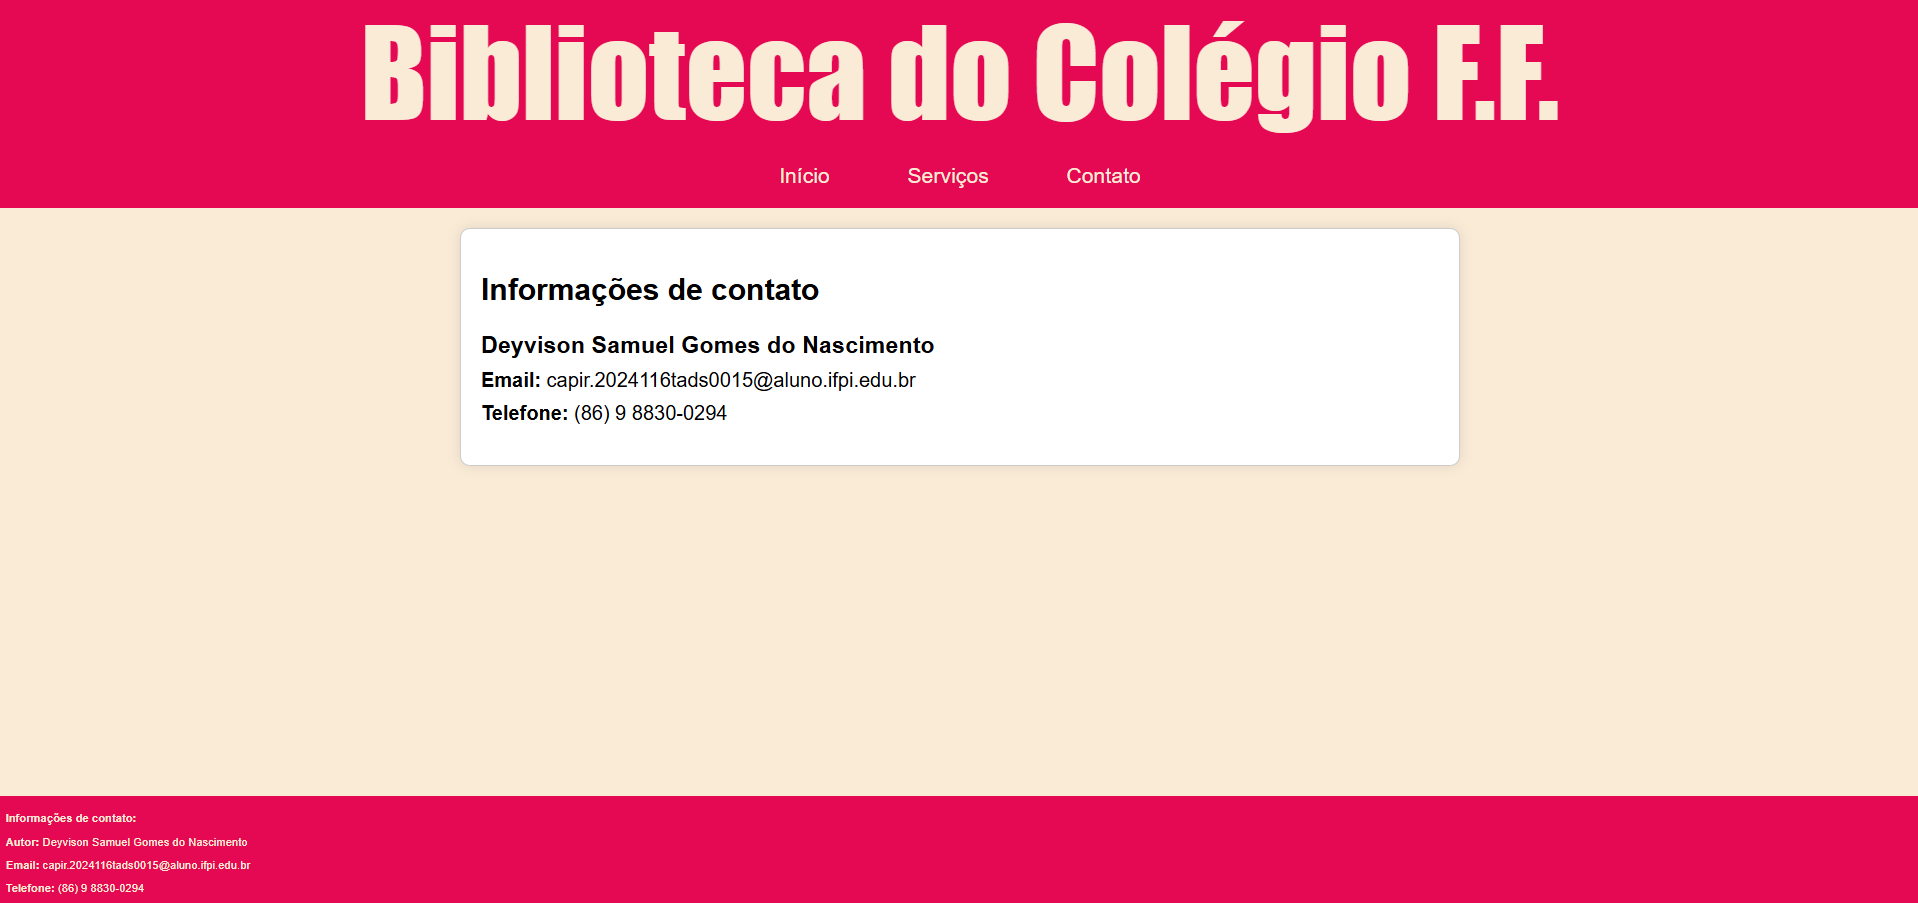 Biblioteca do Colégio F.F.
Início Serviços Contato
Informações de contato
Deyvison Samuel Gomes do Nascimento
Email: capir.2024116tads0015@aluno.ifpi.edu.br
Telefone: (86) 9 8830-0294
Informações de contato:
Autor: Deyvison Samuel Gomes do Nascimento
Email: capir.2024116tads0015@aluno.ifpi.edu.br
Telefone: (86) 9 8830-0294